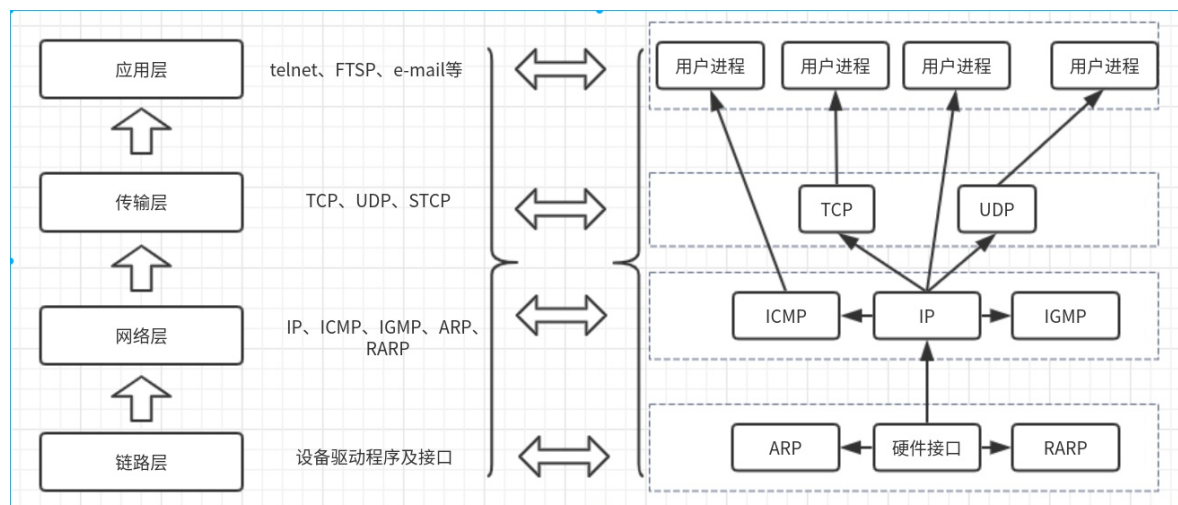 应用层
telnet、FTSP、e-mail等
用户进程
用户进程
用户进程
用户进程
传输层
TCP、UDP、STCP
TCP
UDP
网络层
IP、ICMP、IGMP、ARP、
RARP
ICMP
IP
IGMP
链路层
设备驱动程序及接口
ARP
硬件接口
RARP